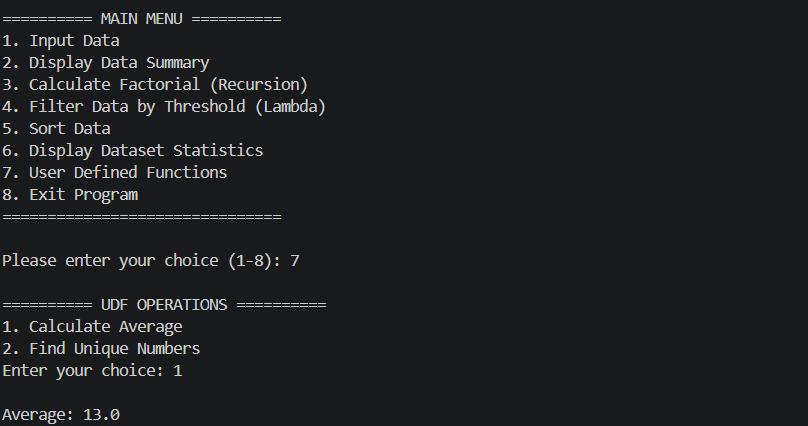 ========== MAIN MENU ==========
1. Input Data
2. Display Data Summary
3. Calculate Factorial (Recursion)
4. Filter Data by Threshold (Lambda)
5. Sort Data
6. Display Dataset Statistics
7. User Defined Functions
8. Exit Program
===============================
Please enter your choice (1-8): 7
========== UDF OPERATIONS ==========
1. Calculate Average
2. Find Unique Numbers
Enter your choice: 1
Average: 13.0